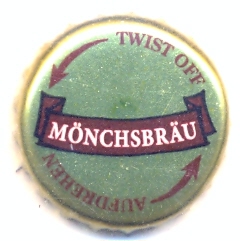 TWIST OFF
MÖNCHSBRÄU
AUFDREHEN